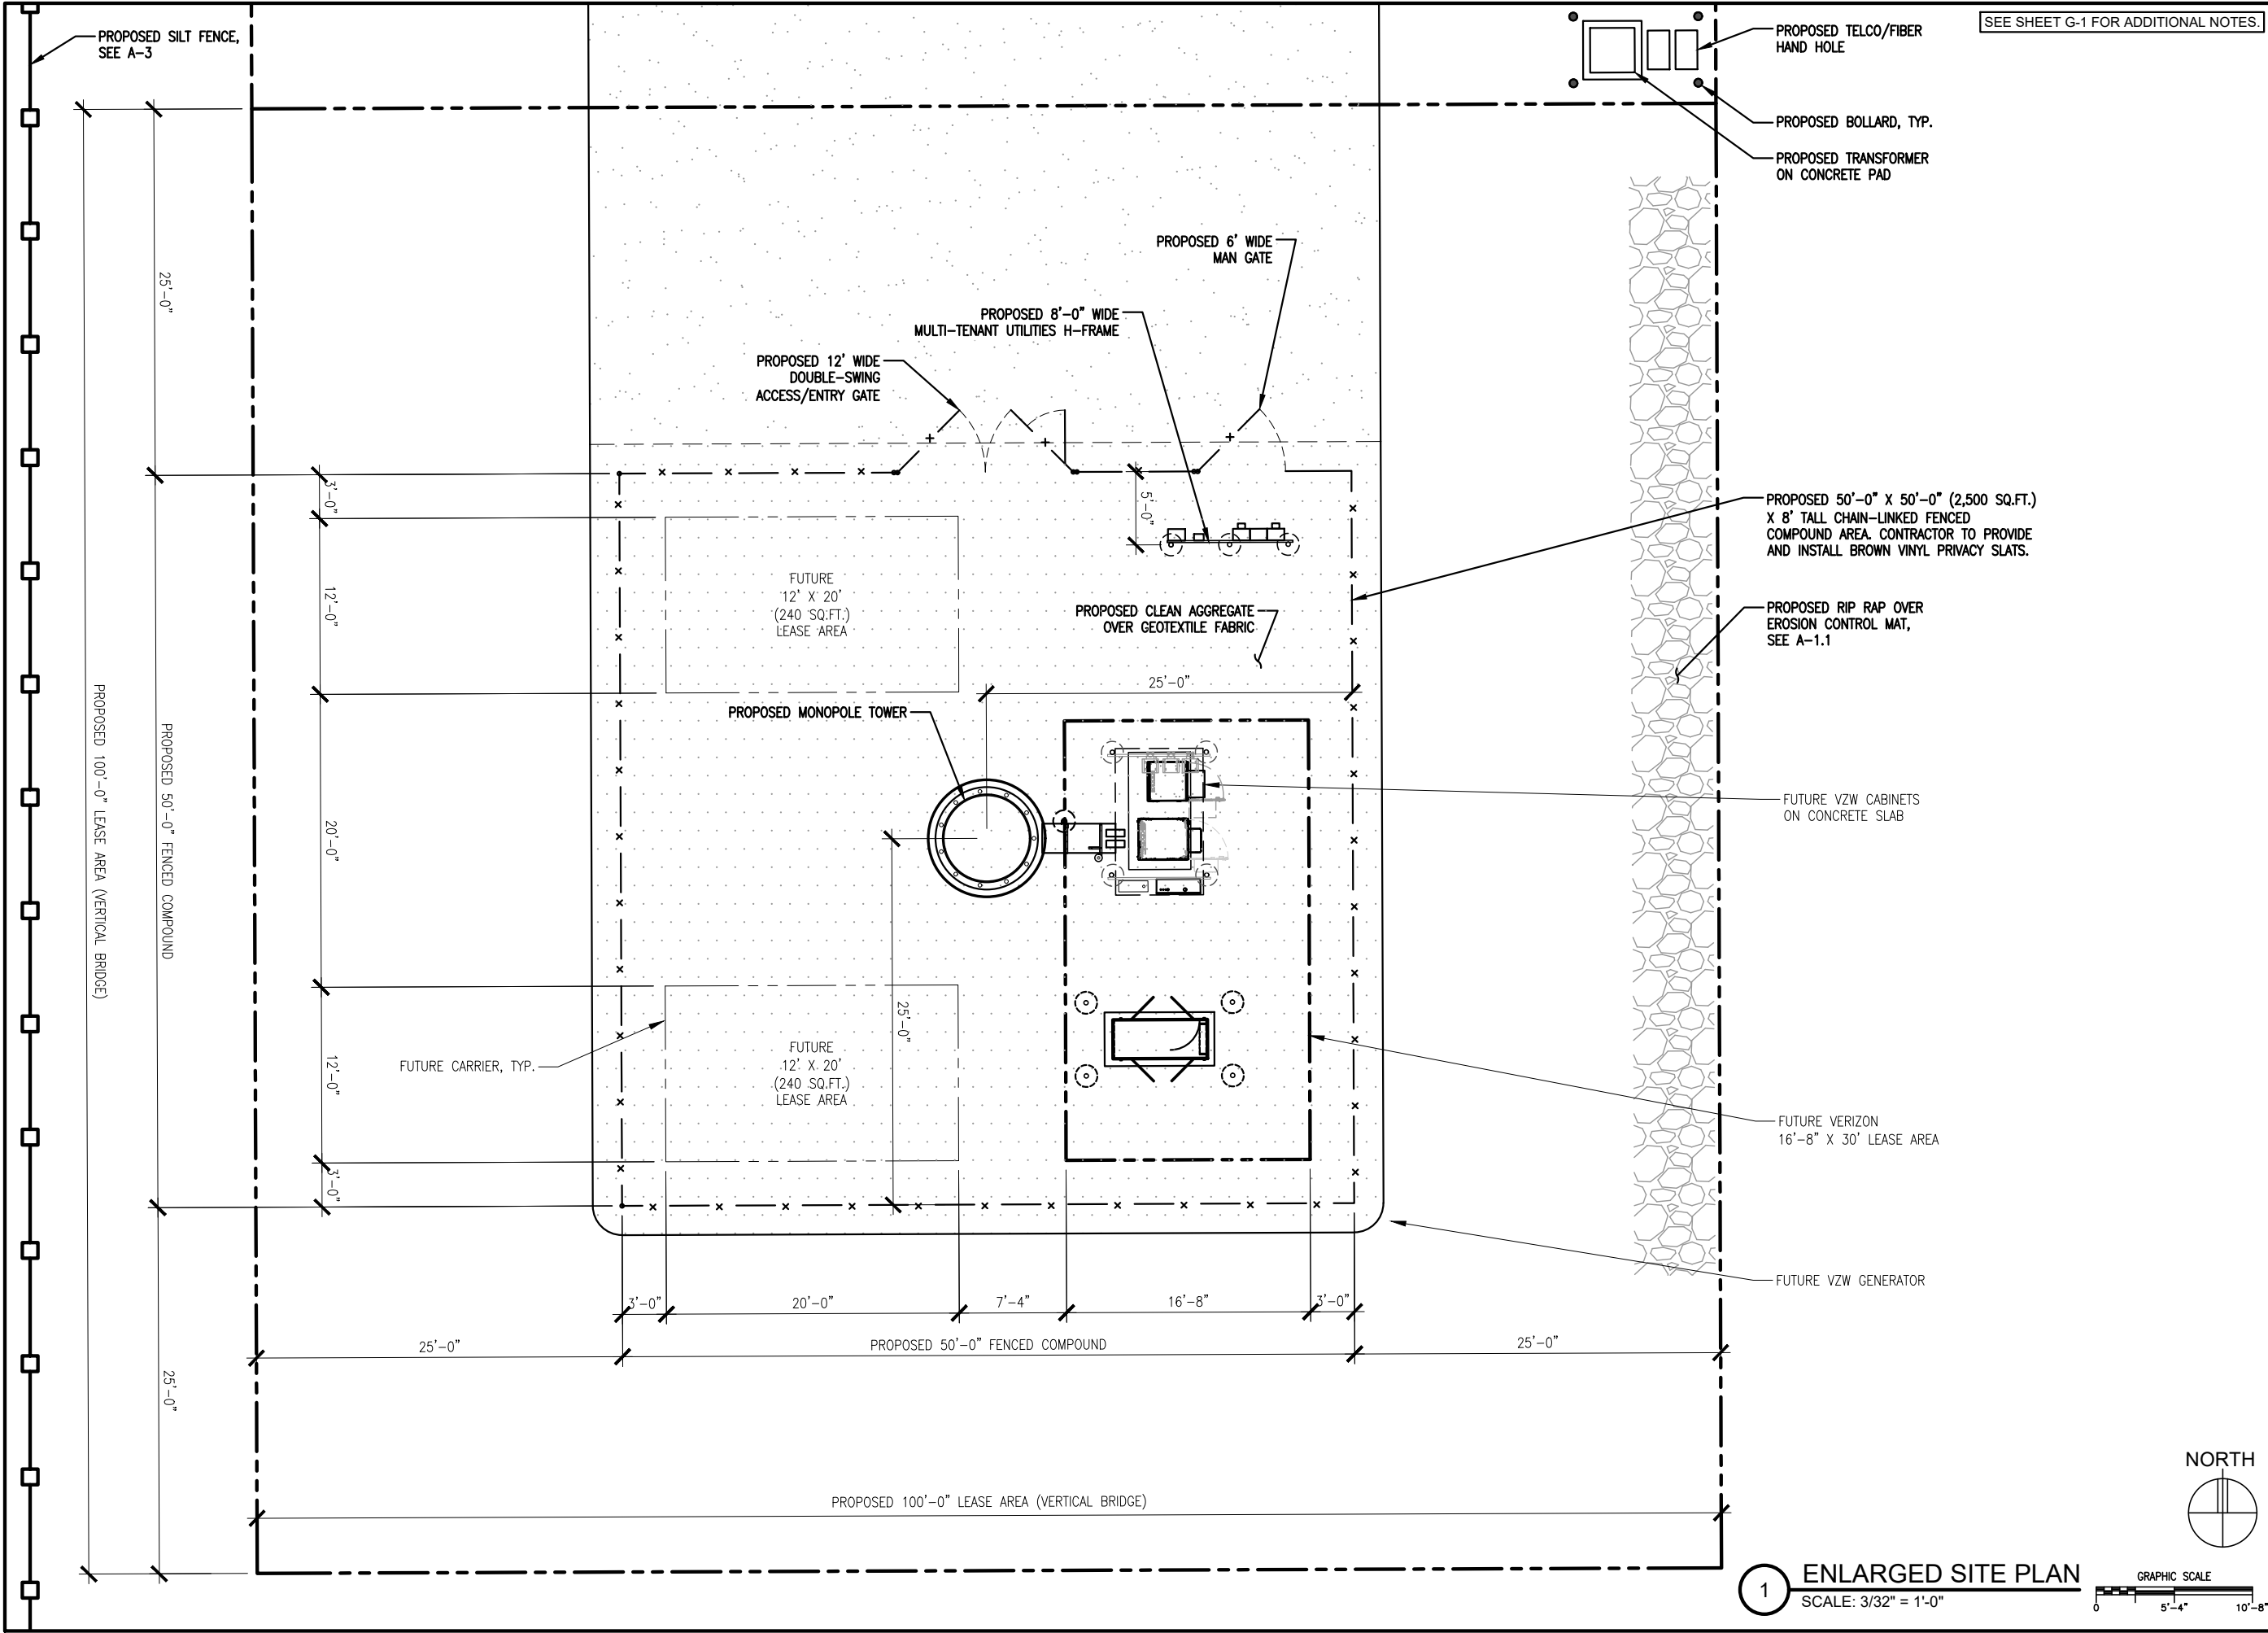 PROPOSED SILT FENCE,
SEE A-3
SEE SHEET G-1 FOR ADDITIONAL NOTES.
PROPOSED TELCO/FIBER
HAND HOLE
PROPOSED BOLLARD, TYP.
PROPOSED TRANSFORMER
ON CONCRETE PAD
PROPOSED 6' WIDE
MAN GATE
PROPOSED 8'-0" WIDE
MULTI-TENANT UTILITIES H-FRAME
PROPOSED 12' WIDE
DOUBLE-SWING
ACCESS/ENTRY GATE
25'-0"
3'-0"
5'-0"
PROPOSED 50'-0" X 50'-0" (2,500 SQ.FT.)
X 8' TALL CHAIN-LINKED FENCED
COMPOUND AREA. CONTRACTOR TO PROVIDE
AND INSTALL BROWN VINYL PRIVACY SLATS.
12'-0"
FUTURE
12' X 20'
(240 SQ.FT.)
LEASE AREA
PROPOSED CLEAN AGGREGATE
OVER GEOTEXTILE FABRIC
PROPOSED RIP RAP OVER
EROSION CONTROL MAT,
SEE A-1.1
25'-0"
PROPOSED MONOPOLE TOWER
PROPOSED 100'-0" LEASE AREA (VERTICAL BRIDGE)
PROPOSED 50'-0" FENCED COMPOUND
20'-0"
FUTURE VZW CABINETS
ON CONCRETE SLAB
25'-0"
FUTURE CARRIER, TYP.
12'-0"
FUTURE
12' X 20'
(240 SQ.FT.)
LEASE AREA
FUTURE VERIZON
16'-8" X 30' LEASE AREA
3'-0"
FUTURE VZW GENERATOR
3'-0"
20'-0"
7'-4"
16'-8"
3'-0"
25'-0"
PROPOSED 50'-0" FENCED COMPOUND
25'-0"
25'-0"
PROPOSED 100'-0" LEASE AREA (VERTICAL BRIDGE)
NORTH
1
ENLARGED SITE PLAN
SCALE: 3/32" = 1'-0"
GRAPHIC SCALE
0
5'-4"
10'-8"